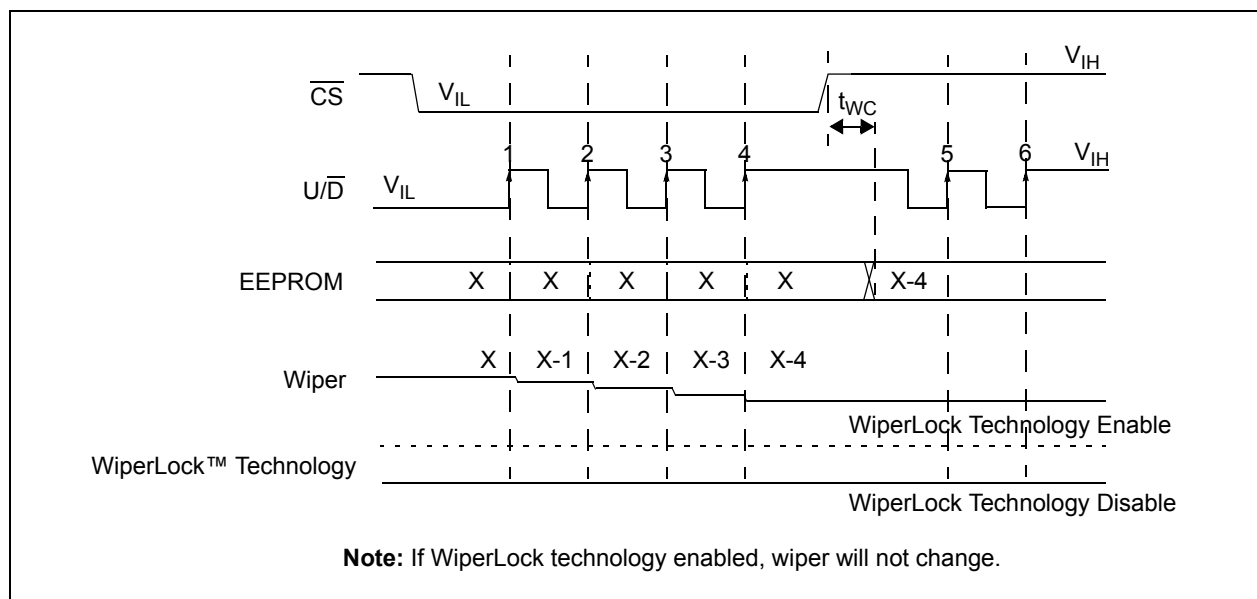 V_IH
CS
V_IL
t_WC
1 2 3 4 5 6
V_IH
U/D
V_IL
EEPROM X X X X X X-4
X X-1 X-2 X-3 X-4
Wiper
WiperLock Technology Enable
WiperLock™ Technology
WiperLock Technology Disable
Note: If WiperLock technology enabled, wiper will not change.